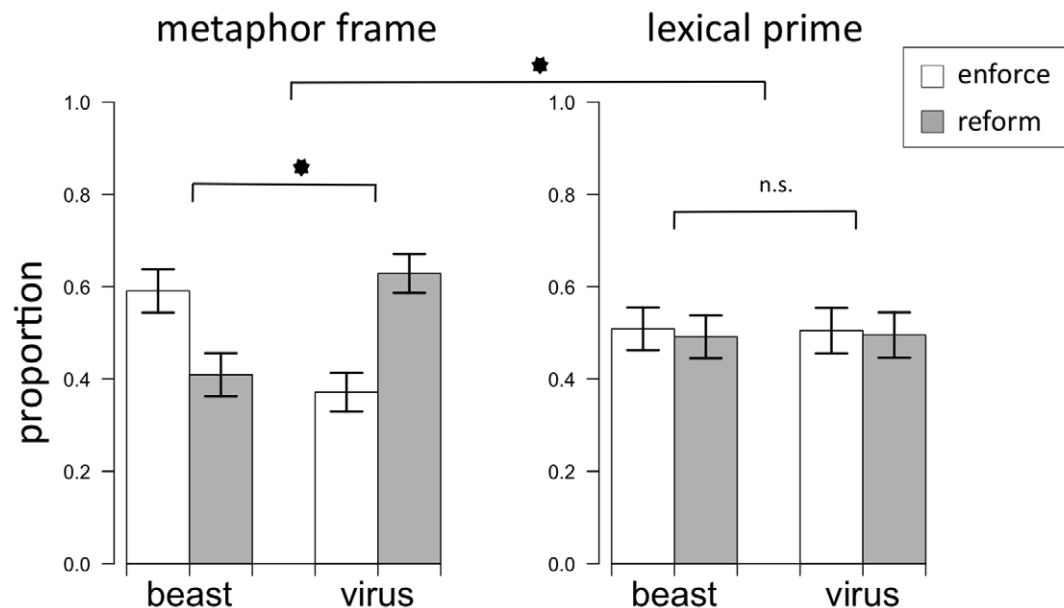 metaphor frame
lexical prime
enforce
reform
1.0
0.8
0.6
0.4
0.2
0.0
proportion
beast
virus
1.0
0.8
0.6
0.4
0.2
0.0
n.s.
beast
virus